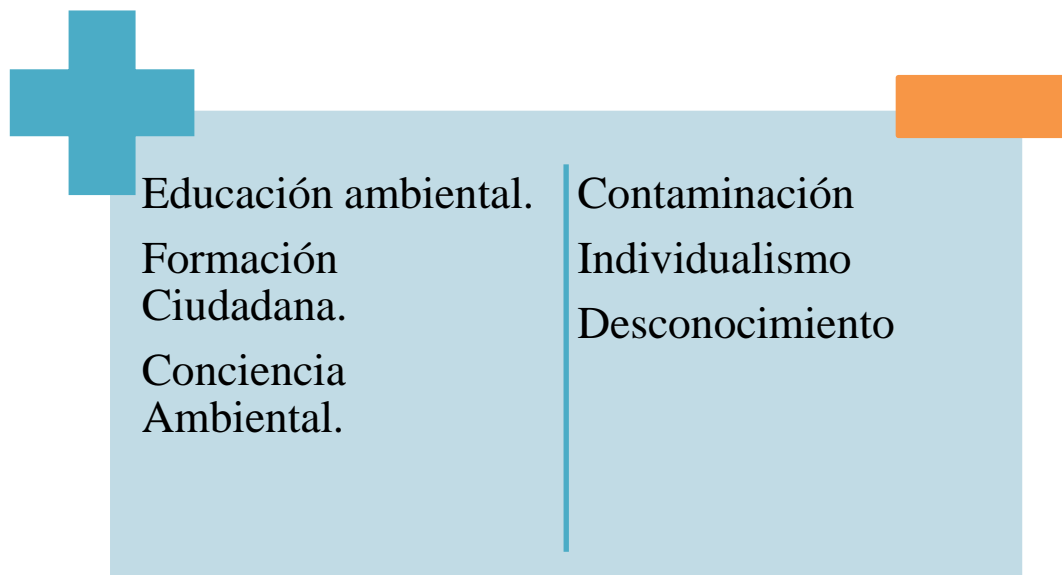 Educación ambiental.
Formación
Ciudadana.
Conciencia
Ambiental.
Contaminación
Individualismo
Desconocimiento